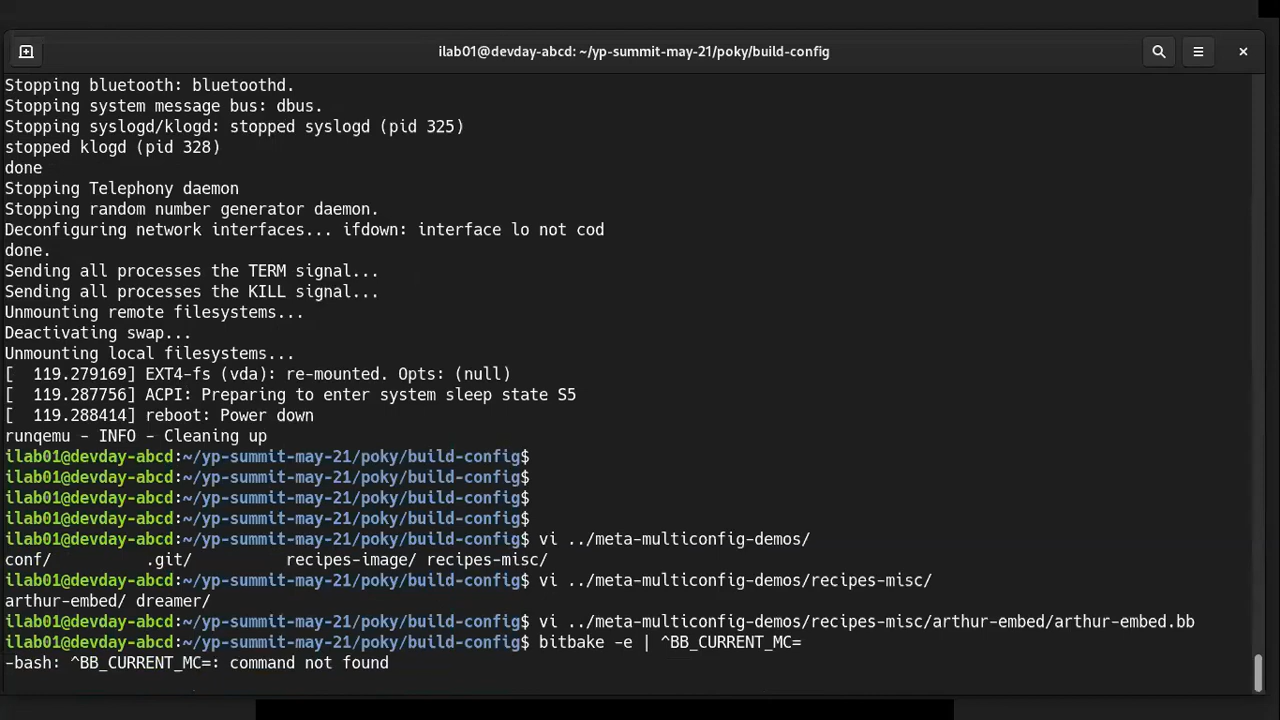 ilab01@devday-abcd: ~/yp-summit-may-21/poky/build-config
Stopping bluetooth: bluetoothd.
Stopping system message bus: dbus.
Stopping syslogd/klogd: stopped syslogd (pid 325)
stopped klogd (pid 328)
done
Stopping Telephony daemon
Stopping random number generator daemon.
Deconfiguring network interfaces... ifdown: interface lo not cod
done.
Sending all processes the TERM signal...
Sending all processes the KILL signal...
Unmounting remote filesystems...
Deactivating swap...
Unmounting local filesystems...
[  119.279169] EXT4-fs (vda): re-mounted. Opts: (null)
[  119.287756] ACPI: Preparing to enter system sleep state S5
[  119.288414] reboot: Power down
runqemu - INFO - Cleaning up
ilab01@devday-abcd:~/yp-summit-may-21/poky/build-config$
ilab01@devday-abcd:~/yp-summit-may-21/poky/build-config$
ilab01@devday-abcd:~/yp-summit-may-21/poky/build-config$
ilab01@devday-abcd:~/yp-summit-may-21/poky/build-config$
ilab01@devday-abcd:~/yp-summit-may-21/poky/build-config$ vi ../meta-multiconfig-demos/
conf/          .git/          recipes-image/ recipes-misc/
ilab01@devday-abcd:~/yp-summit-may-21/poky/build-config$ vi ../meta-multiconfig-demos/recipes-misc/
arthur-embed/ dreamer/
ilab01@devday-abcd:~/yp-summit-may-21/poky/build-config$ vi ../meta-multiconfig-demos/recipes-misc/arthur-embed/arthur-embed.bb
ilab01@devday-abcd:~/yp-summit-may-21/poky/build-config$ bitbake -e | ^BB_CURRENT_MC=
-bash: ^BB_CURRENT_MC=: command not found